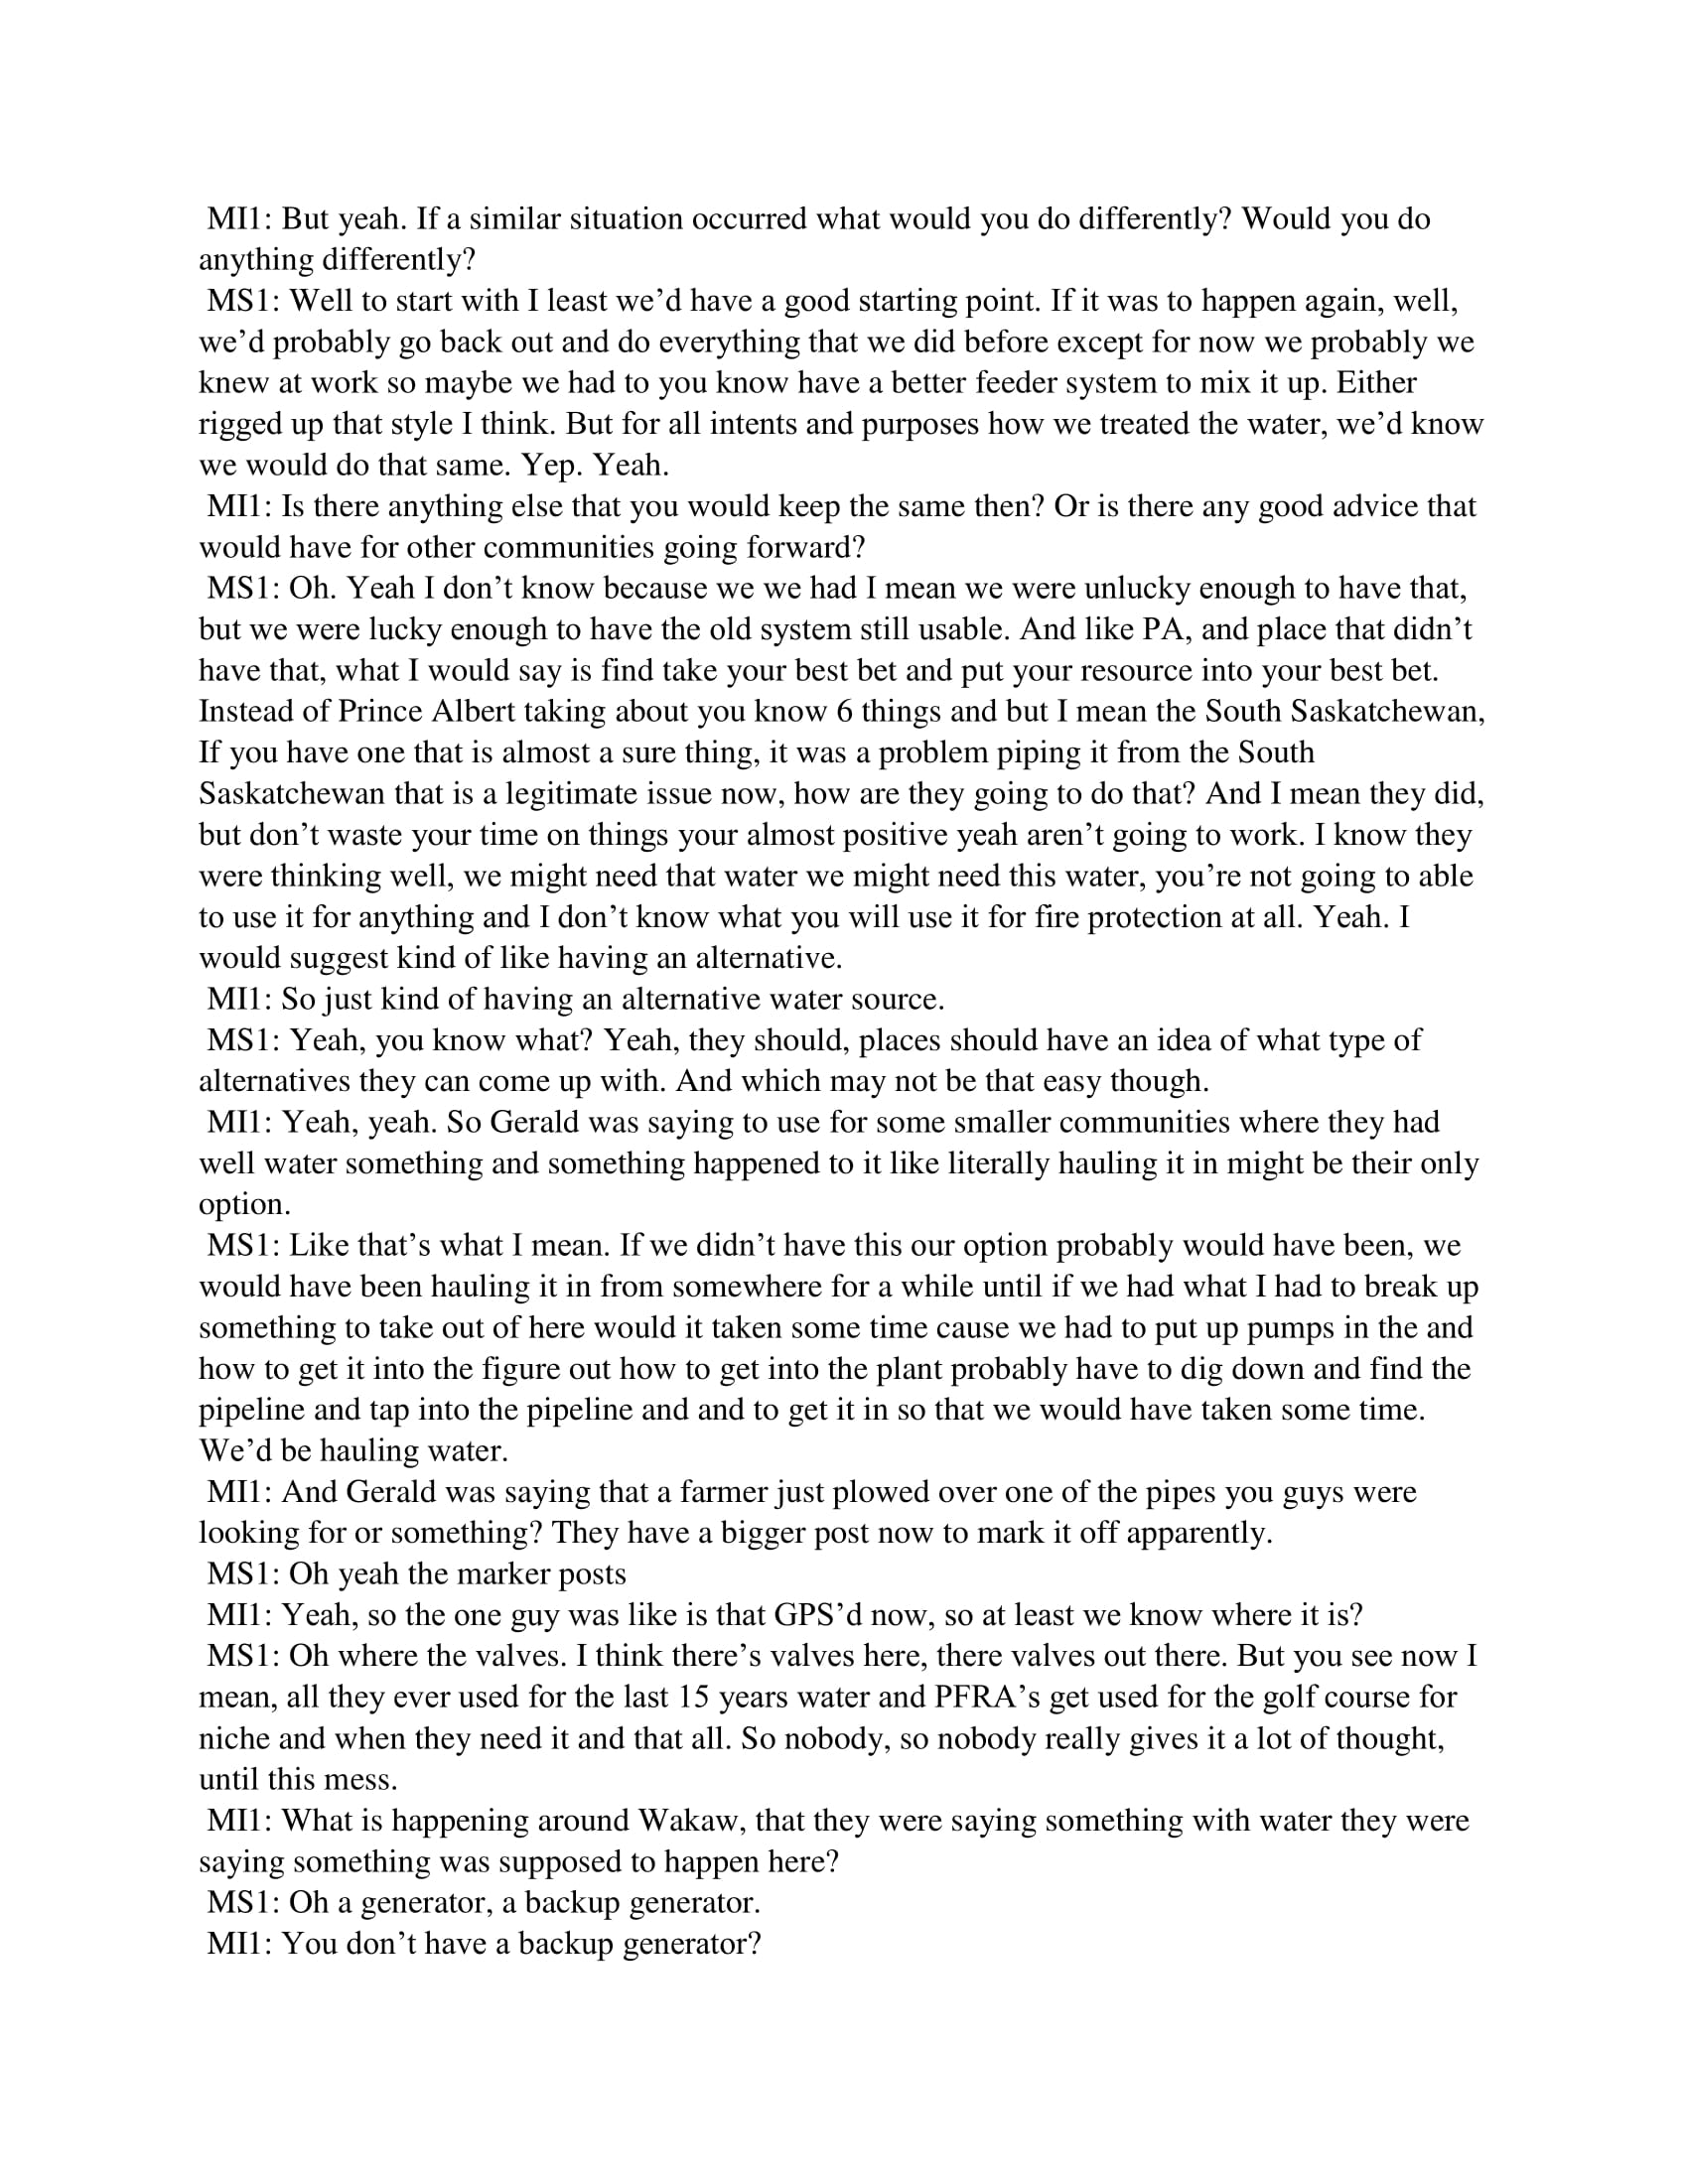 MI1: But yeah. If a similar situation occurred what would you do differently? Would you do
anything differently?
MS1: Well to start with I least we’d have a good starting point. If it was to happen again, well,
we’d probably go back out and do everything that we did before except for now we probably we
knew at work so maybe we had to you know have a better feeder system to mix it up. Either
rigged up that style I think. But for all intents and purposes how we treated the water, we’d know
we would do that same. Yep. Yeah.
MI1: Is there anything else that you would keep the same then? Or is there any good advice that
would have for other communities going forward?
MS1: Oh. Yeah I don’t know because we we had I mean we were unlucky enough to have that,
but we were lucky enough to have the old system still usable. And like PA, and place that didn’t
have that, what I would say is find take your best bet and put your resource into your best bet.
Instead of Prince Albert taking about you know 6 things and but I mean the South Saskatchewan,
If you have one that is almost a sure thing, it was a problem piping it from the South
Saskatchewan that is a legitimate issue now, how are they going to do that? And I mean they did,
but don’t waste your time on things your almost positive yeah aren’t going to work. I know they
were thinking well, we might need that water we might need this water, you’re not going to able
to use it for anything and I don’t know what you will use it for fire protection at all. Yeah. I
would suggest kind of like having an alternative.
MI1: So just kind of having an alternative water source.
MS1: Yeah, you know what? Yeah, they should, places should have an idea of what type of
alternatives they can come up with. And which may not be that easy though.
MI1: Yeah, yeah. So Gerald was saying to use for some smaller communities where they had
well water something and something happened to it like literally hauling it in might be their only
option.
MS1: Like that’s what I mean. If we didn’t have this our option probably would have been, we
would have been hauling it in from somewhere for a while until if we had what I had to break up
something to take out of here would it taken some time cause we had to put up pumps in the and
how to get it into the figure out how to get into the plant probably have to dig down and find the
pipeline and tap into the pipeline and and to get it in so that we would have taken some time.
We’d be hauling water.
MI1: And Gerald was saying that a farmer just plowed over one of the pipes you guys were
looking for or something? They have a bigger post now to mark it off apparently.
MS1: Oh yeah the marker posts
MI1: Yeah, so the one guy was like is that GPS’d now, so at least we know where it is?
MS1: Oh where the valves. I think there’s valves here, there valves out there. But you see now I
mean, all they ever used for the last 15 years water and PFRA’s get used for the golf course for
niche and when they need it and that all. So nobody, so nobody really gives it a lot of thought,
until this mess.
MI1: What is happening around Wakaw, that they were saying something with water they were
saying something was supposed to happen here?
MS1: Oh a generator, a backup generator.
MI1: You don’t have a backup generator?